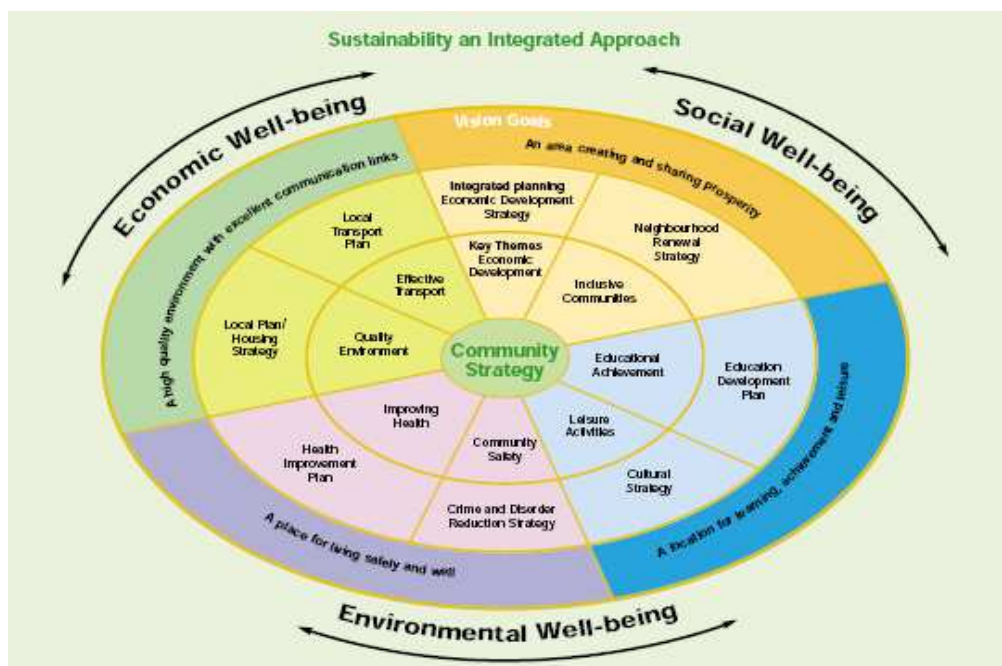 Sustainability an Integrated Approach
Economic Well-being
Social Well-being
Vision Goals
An area creating and sharing prosperity
A high quality environment with excellent communication links
Integrated planning
Economic Development
Strategy
Local
Transport
Plan
Neighbourhood
Renewal
Strategy
Key Themes
Economic
Development
Effective
Transport
Inclusive
Communities
Local Plan/
Housing
Strategy
Quality
Environment
Community
Strategy
Educational
Achievement
Education
Development
Plan
Improving
Health
Leisure
Activities
Community
Safety
Health
Improvement
Plan
Cultural
Strategy
Crime and Disorder
Reduction Strategy
A location for learning, achievement and leisure
A place for living safely and well
Environmental Well-being